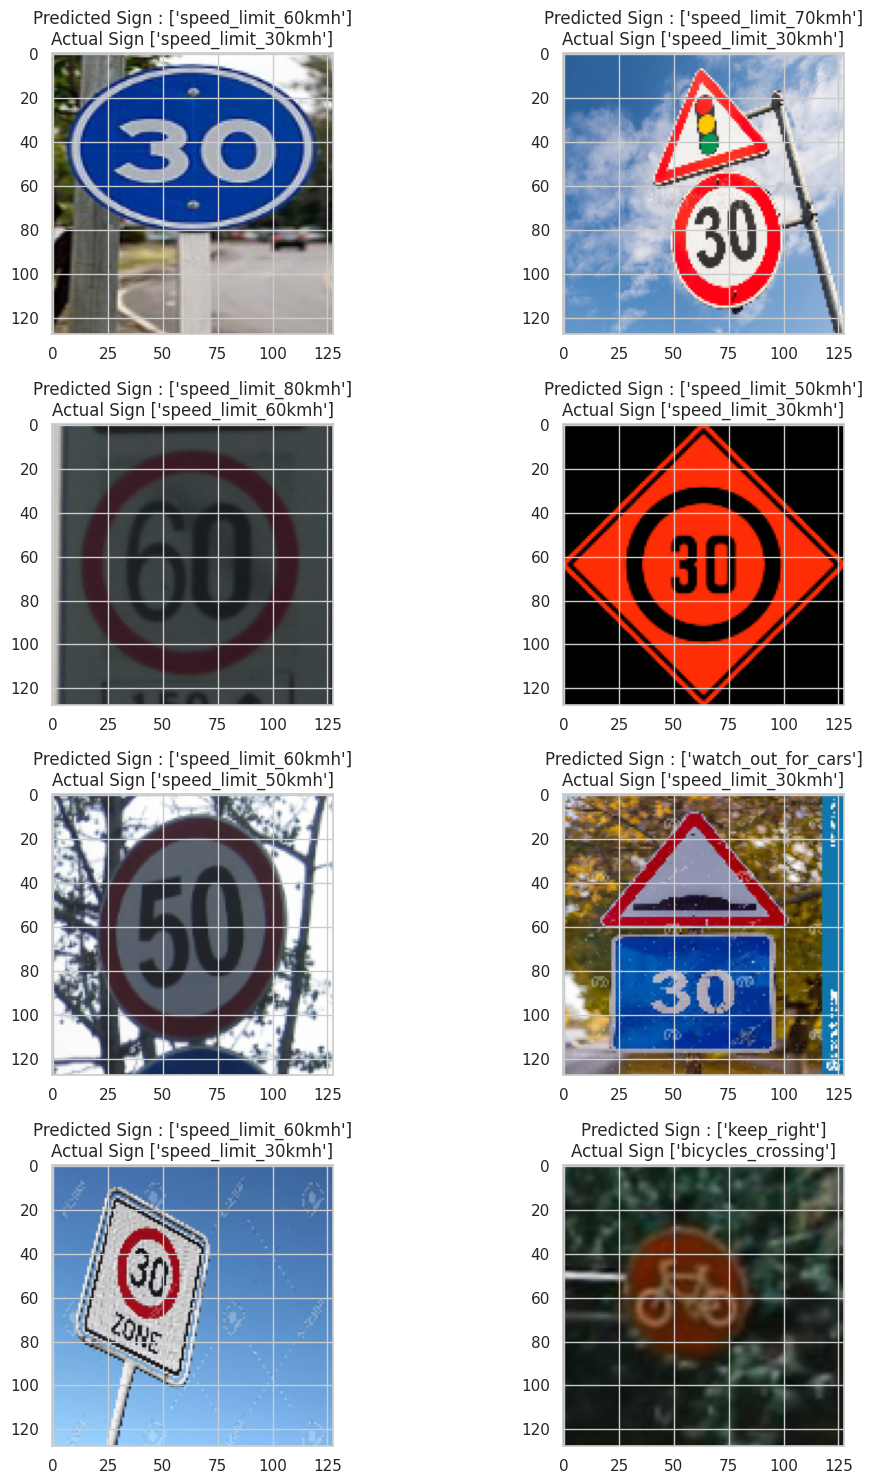 Predicted Sign : ['speed_limit_60kmh']
Actual Sign ['speed_limit_30kmh']
0
20
40
60
80
100
120
30
0 25 50 75 100 125
Predicted Sign : ['speed_limit_70kmh']
Actual Sign ['speed_limit_30kmh']
0
20
40
60
80
100
120
30
0 25 50 75 100 125
Predicted Sign : ['speed_limit_80kmh']
Actual Sign ['speed_limit_60kmh']
0
20
40
60
80
100
120
60
0 25 50 75 100 125
Predicted Sign : ['speed_limit_50kmh']
Actual Sign ['speed_limit_30kmh']
0
20
40
60
80
100
120
30
0 25 50 75 100 125
Predicted Sign : ['speed_limit_60kmh']
Actual Sign ['speed_limit_50kmh']
0
20
40
60
80
100
120
50
0 25 50 75 100 125
Predicted Sign : ['watch_out_for_cars']
Actual Sign ['speed_limit_30kmh']
0
20
40
60
80
100
120
30
0 25 50 75 100 125
Predicted Sign : ['speed_limit_60kmh']
Actual Sign ['speed_limit_30kmh']
0
20
40
60
80
100
120
30
ZONE
0 25 50 75 100 125
Predicted Sign : ['keep_right']
Actual Sign ['bicycles_crossing']
0
20
40
60
80
100
120
0 25 50 75 100 125